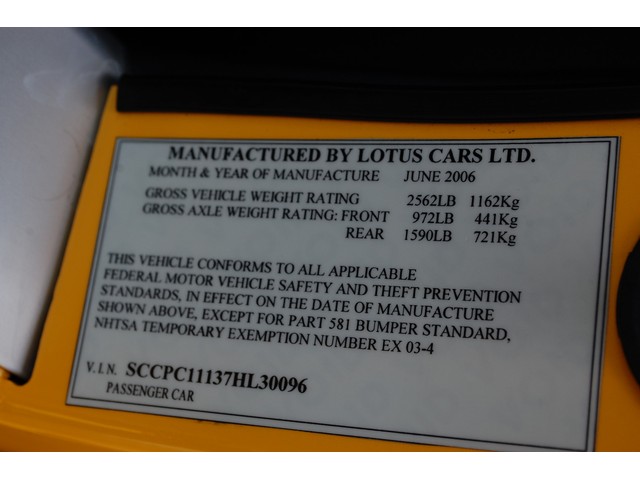 MANUFACTURED BY LOTUS CARS LTD.
MONTH & YEAR OF MANUFACTURE JUNE 2006
GROSS VEHICLE WEIGHT RATING 2562LB 1162Kg
GROSS AXLE WEIGHT RATING: FRONT 972LB 441Kg
REAR 1590LB 721Kg
THIS VEHICLE CONFORMS TO ALL APPLICABLE
FEDERAL MOTOR VEHICLE SAFETY AND THEFT PREVENTION
STANDARDS, IN EFFECT ON THE DATE OF MANUFACTURE
SHOWN ABOVE, EXCEPT FOR PART 581 BUMPER STANDARD,
NHTSA TEMPORARY EXEMPTION NUMBER EX 03-4
V.I.N. SCCPC11137HL30096
PASSENGER CAR